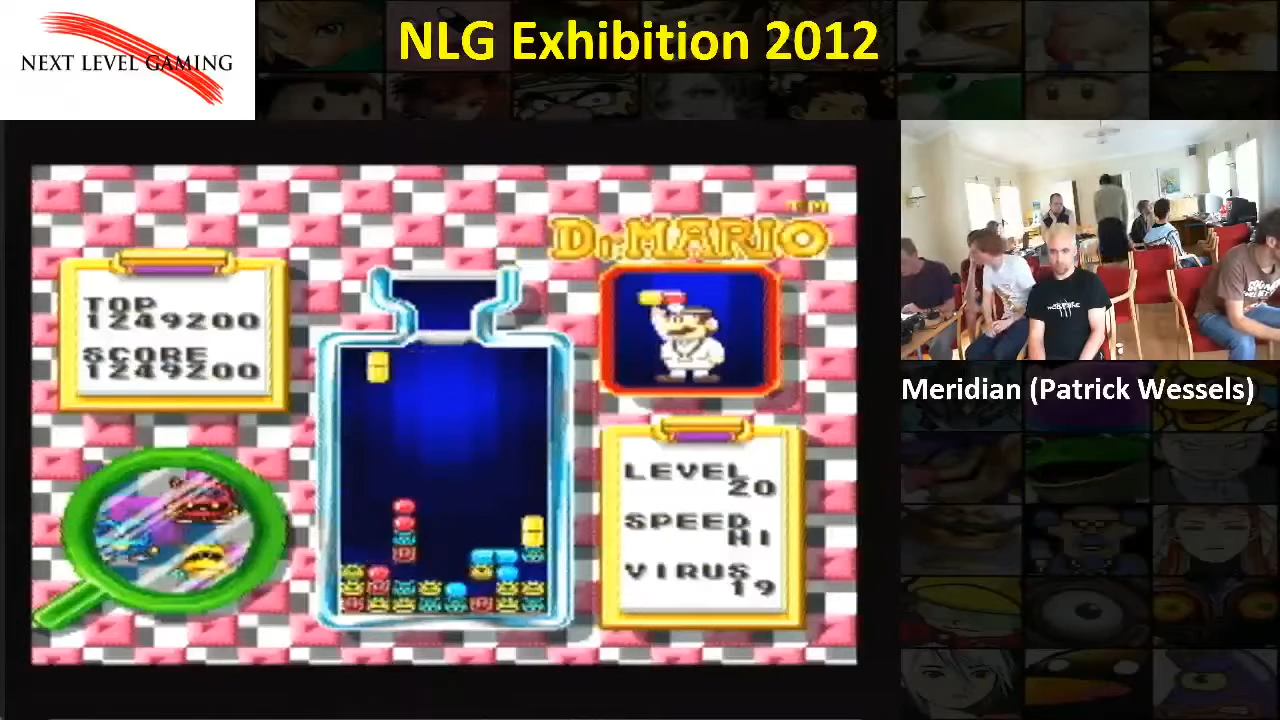 NEXT LEVEL GAMING
NLG Exhibition 2012
TM
Dr. MARIO
TOP
1249200
SCORE
1249200
LEVEL
20
SPEED
HI
VIRUS
19
Meridian (Patrick Wessels)